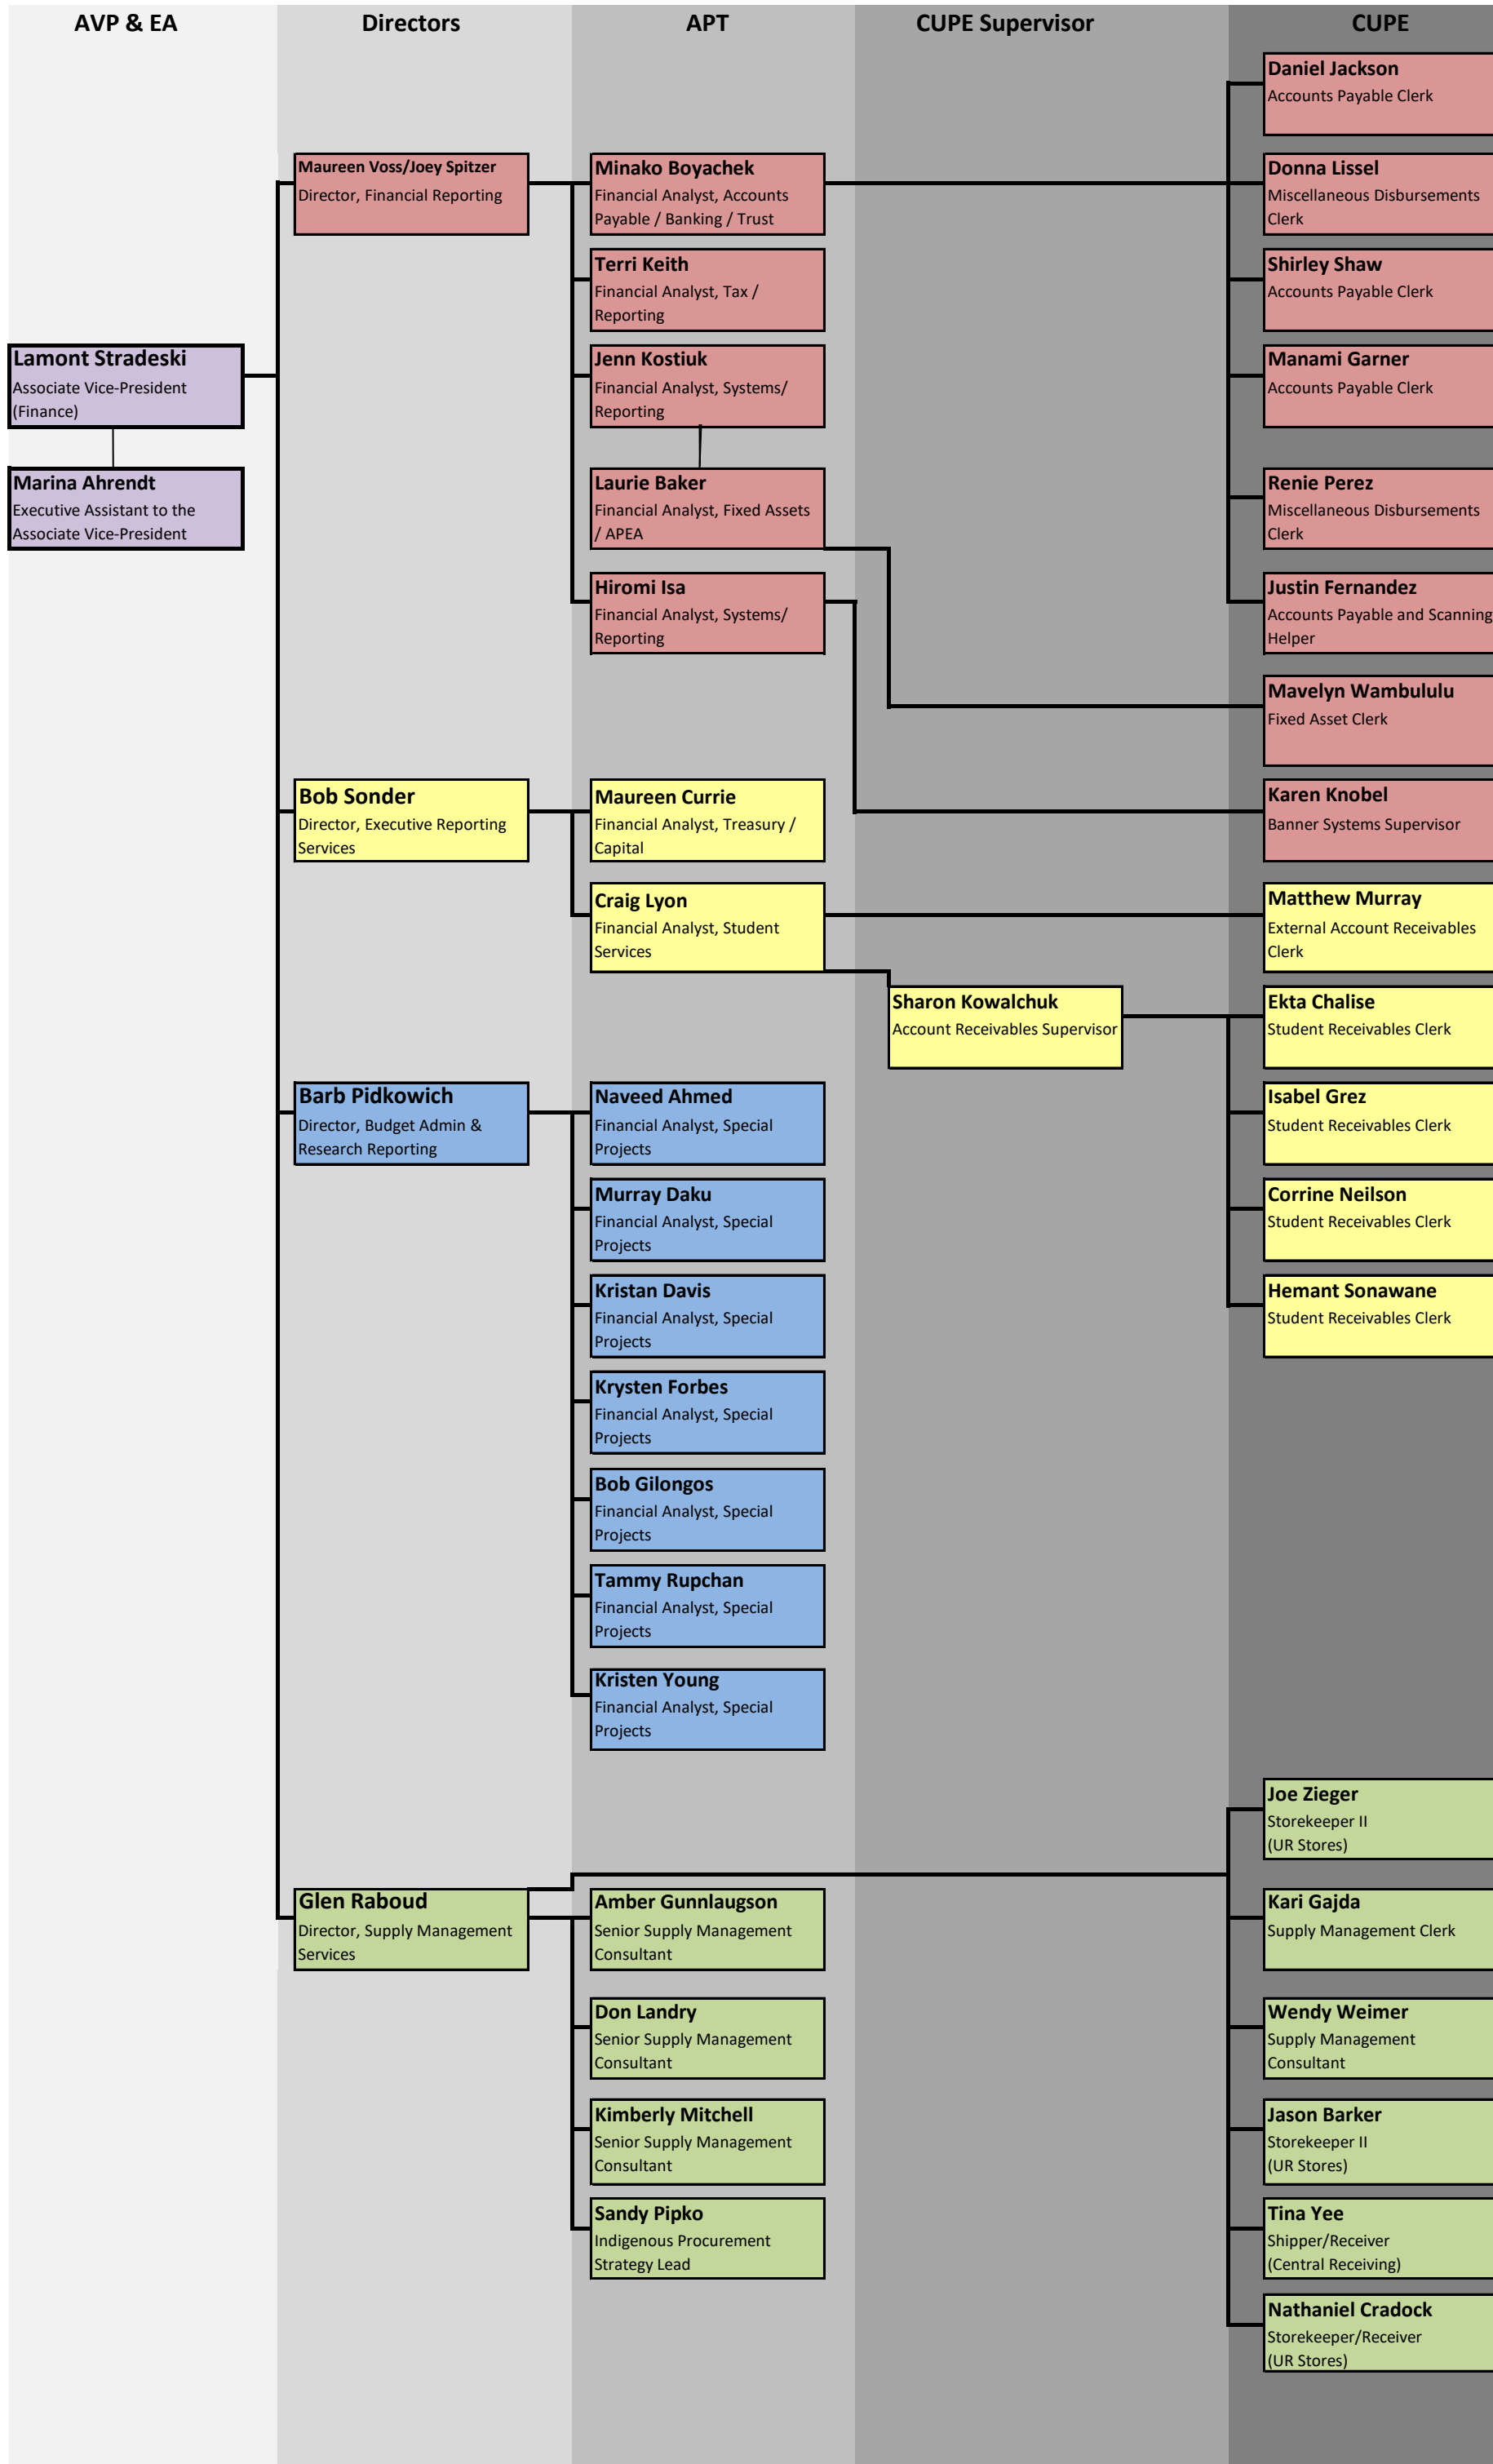 AVP & EA
Directors
APT
CUPE Supervisor
CUPE
Lamont Stradeski
Associate Vice-President
(Finance)
Marina Ahrendt
Executive Assistant to the
Associate Vice-President
Maureen Voss/Joey Spitzer
Director, Financial Reporting
Bob Sonder
Director, Executive Reporting
Services
Barb Pidkowich
Director, Budget Admin &
Research Reporting
Glen Raboud
Director, Supply Management
Services
Minako Boyachek
Financial Analyst, Accounts
Payable / Banking / Trust
Terri Keith
Financial Analyst, Tax /
Reporting
Jenn Kostiuk
Financial Analyst, Systems/
Reporting
Laurie Baker
Financial Analyst, Fixed Assets
/ APEA
Hiromi Isa
Financial Analyst, Systems/
Reporting
Maureen Currie
Financial Analyst, Treasury /
Capital
Craig Lyon
Financial Analyst, Student
Services
Naveed Ahmed
Financial Analyst, Special
Projects
Murray Daku
Financial Analyst, Special
Projects
Kristan Davis
Financial Analyst, Special
Projects
Krysten Forbes
Financial Analyst, Special
Projects
Bob Gilongos
Financial Analyst, Special
Projects
Tammy Rupchan
Financial Analyst, Special
Projects
Kristen Young
Financial Analyst, Special
Projects
Amber Gunnlaugson
Senior Supply Management
Consultant
Don Landry
Senior Supply Management
Consultant
Kimberly Mitchell
Senior Supply Management
Consultant
Sandy Pipko
Indigenous Procurement
Strategy Lead
Sharon Kowalchuk
Account Receivables Supervisor
Daniel Jackson
Accounts Payable Clerk
Donna Lissel
Miscellaneous Disbursements
Clerk
Shirley Shaw
Accounts Payable Clerk
Manami Garner
Accounts Payable Clerk
Renie Perez
Miscellaneous Disbursements
Clerk
Justin Fernandez
Accounts Payable and Scanning
Helper
Mavelyn Wambululu
Fixed Asset Clerk
Karen Knobel
Banner Systems Supervisor
Matthew Murray
External Account Receivables
Clerk
Ekta Chalise
Student Receivables Clerk
Isabel Grez
Student Receivables Clerk
Corrine Neilson
Student Receivables Clerk
Hemant Sonawane
Student Receivables Clerk
Joe Zieger
Storekeeper II
(UR Stores)
Kari Gajda
Supply Management Clerk
Wendy Weimer
Supply Management
Consultant
Jason Barker
Storekeeper II
(UR Stores)
Tina Yee
Shipper/Receiver
(Central Receiving)
Nathaniel Cradock
Storekeeper/Receiver
(UR Stores)